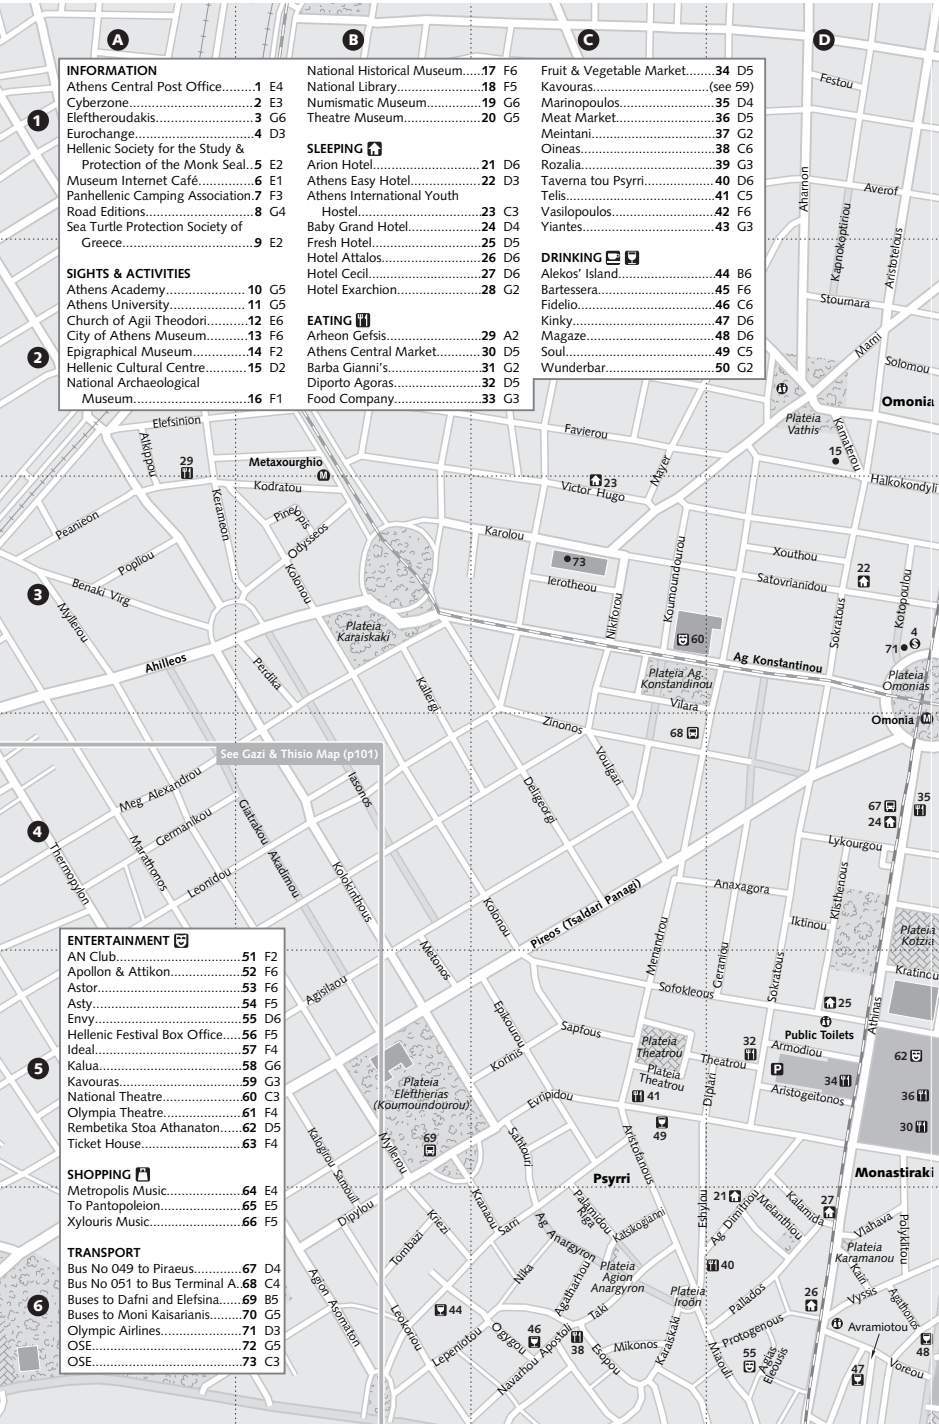 A
B
C
D
INFORMATION
Athens Central Post Office 1 E4
Cyberzone 2 E3
Eleftheroudakis 3 G6
Eurochange 4 D3
Hellenic Society for the Study &
Protection of the Monk Seal 5 E2
Museum Internet Café 6 E1
Panhellenic Camping Association 7 F3
Road Editions 8 G4
Sea Turtle Protection Society of
Greece 9 E2
SIGHTS & ACTIVITIES
Athens Academy 10 G5
Athens University 11 G5
Church of Agii Theodori 12 E6
City of Athens Museum 13 F6
Epigraphical Museum 14 F2
Hellenic Cultural Centre 15 D2
National Archaeological
Museum 16 F1
National Historical Museum 17 F6
National Library 18 F5
Numismatic Museum 19 G6
Theatre Museum 20 G5
SLEEPING
Arion Hotel 21 D6
Athens Easy Hotel 22 D3
Athens International Youth
Hostel 23 C3
Baby Grand Hotel 24 D4
Fresh Hotel 25 D5
Hotel Attalos 26 D6
Hotel Cecil 27 D6
Hotel Exarchion 28 G2
EATING
Arheon Gefsis 29 A2
Athens Central Market 30 D5
Barba Gianni's 31 G2
Diporto Agoras 32 D5
Food Company 33 G3
Fruit & Vegetable Market 34 D5
Kavouras (see 59)
Marinopoulos 35 D4
Meat Market 36 D5
Meintani 37 G2
Oineas 38 C6
Rozalia 39 G3
Taverna tou Psyrri 40 D6
Telis 41 C5
Vasilopoulos 42 F6
Yiantes 43 G3
DRINKING
Alekos' Island 44 B6
Bartessera 45 F6
Fidelio 46 C6
Kinky 47 D6
Magaze 48 D6
Soul 49 C5
Wunderbar 50 G2
1
2
3
4
5
6
Festou
Aharnon
Averof
Kapnokoptiriou
Aristotelous
Stournara
Marni
Solomou
Omonia
Plateia
Vathis
Kamaterou
15
Halkokondyli
Elefsinion
Alkippou
29
Metaxourghio
M
Kodratou
Kerameon
Favierou
Mayer
23
Victor Hugo
Pinelopis
Odysseos
Peanieon
Popliou
Benaki Virg
Myllerou
Kolonou
Karolou
73
Ierotheou
Nikiforou
Koumoundourou
60
Xouthou
Satovrianidou
22
Sokratous
Kotopoulou
4
71
Plateia
Karaiskaki
Ahilleos
Perdika
Kallergi
Ag Konstantinou
Plateia Ag.
Konstandinou
Plateia
Omonias
Vilara
68
Omonia
M
Zinonos
Voulgari
Deligeorgi
See Gazi & Thisio Map (p101)
Meg Alexandrou
Germanikou
Marathonos
Leonidou
Thermopylon
Giatrakou
Akadimou
Iasonos
Kolokinthous
67
24
35
Lykourgou
Klisthenous
Anaxagora
Iktinou
Plateia
Kotzia
Kratinou
Kolonou
Pireos (Tsaldari Panagi)
Menandrou
Geraniou
Sokratous
Sofokleous
Metonos
Agisilaou
Epikourou
Korinis
Sapfous
25
Athinas
Public Toilets
Plateia
Theatrou
Plateia
Theatrou
Theatrou
32
Armodiou
P
34
Aristogeitonos
62
36
30
Diplari
41
49
Evripidou
Aristofanous
Plateia
Eleftherias
(Koumoundourou)
69
Myllerou
Sahtouri
Psyrri
Monastiraki
ENTERTAINMENT
AN Club 51 F2
Apollon & Attikon 52 F6
Astor 53 F6
Asty 54 F5
Envy 55 D6
Hellenic Festival Box Office 56 F5
Ideal 57 F4
Kalua 58 G6
Kavouras 59 G3
National Theatre 60 C3
Olympia Theatre 61 F4
Rembetika Stoa Athanaton 62 D5
Ticket House 63 F4
SHOPPING
Metropolis Music 64 E4
To Pantopoleion 65 E5
Xylouris Music 66 F5
TRANSPORT
Bus No 049 to Piraeus 67 D4
Bus No 051 to Bus Terminal A 68 C4
Buses to Dafni and Elefsina 69 B5
Buses to Moni Kaisarianis 70 G5
Olympic Airlines 71 D3
OSE 72 G5
OSE 73 C3
Kalogirou Samouil
Dipylou
Agion Asomaton
Tombazi
Kriezi
Kranaou
Sarri
Leokoriou
44
Lepeniotou
Nika
Ogygou
46
Navarhou Apostoli
38
Ag. Anargyron
Agatharhou
Palamidou
Riga
Katsikogianni
Plateia
Agion
Anargyron
Taki
Esopou
Mikonos
Karaiskaki
Plateia
Iroön
Eshylou
21
Ag. Dimitriou
Melanthiou
Kalamida
27
40
Pallados
Protogenous
Miaouli
55
Agias
Eleousis
26
Vlahava
Polyklitou
Plateia
Karamanou
Kairi
Vyssis
Agathonos
Avramiotou
47
Voreou
48